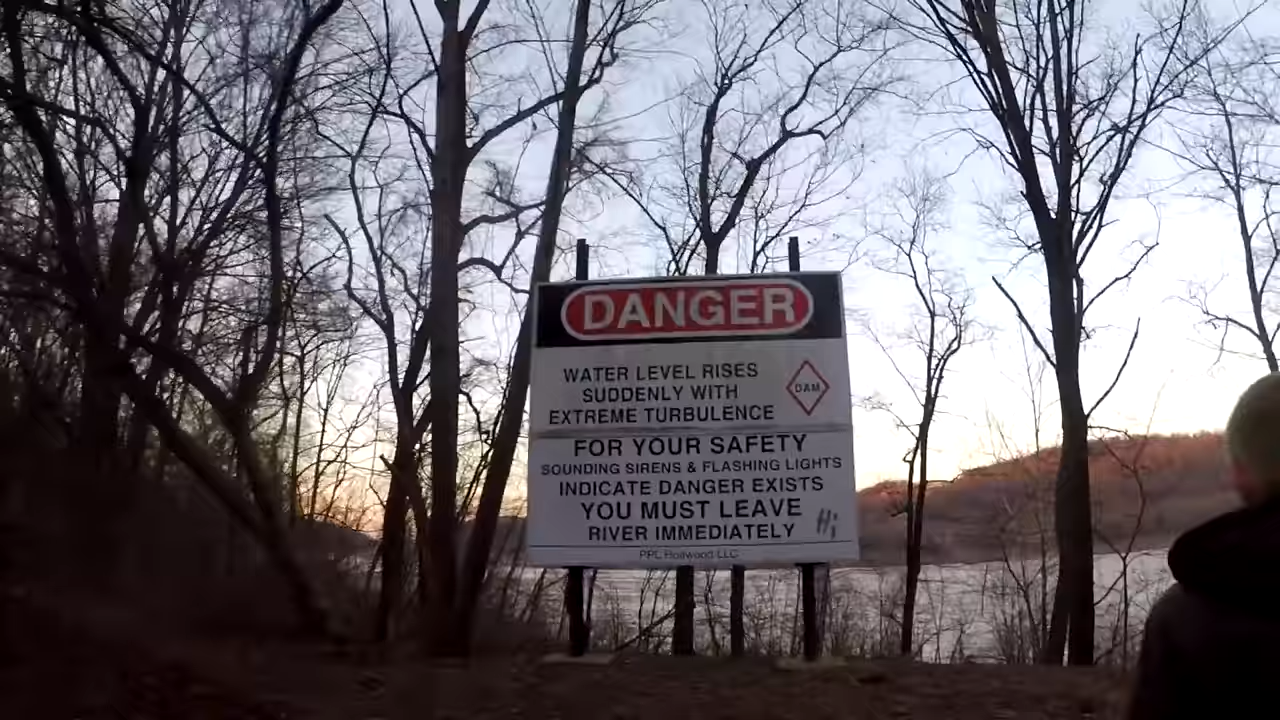 DANGER
WATER LEVEL RISES
SUDDENLY WITH
EXTREME TURBULENCE
DAM
FOR YOUR SAFETY
SOUNDING SIRENS & FLASHING LIGHTS
INDICATE DANGER EXISTS
YOU MUST LEAVE
RIVER IMMEDIATELY
Hi
PPL Holtwood LLC